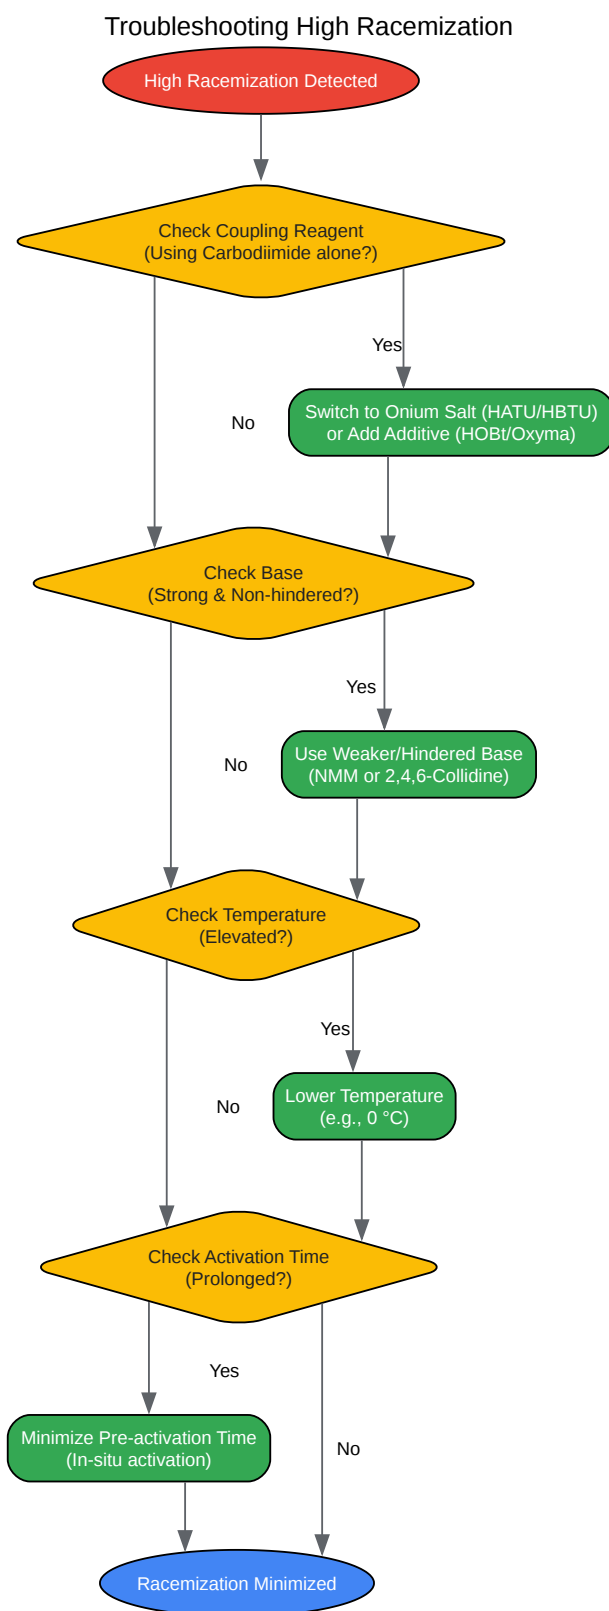 Troubleshooting High Racemization
High Racemization Detected
Check Coupling Reagent
(Using Carbodiimide alone?)
Yes
No
Switch to Onium Salt (HATU/HBTU)
or Add Additive (HOBt/Oxyma)
Check Base
(Strong & Non-hindered?)
Yes
No
Use Weaker/Hindered Base
(NMM or 2,4,6-Collidine)
Check Temperature
(Elevated?)
Yes
No
Lower Temperature
(e.g., 0 °C)
Check Activation Time
(Prolonged?)
Yes
Minimize Pre-activation Time
(In-situ activation)
No
Racemization Minimized